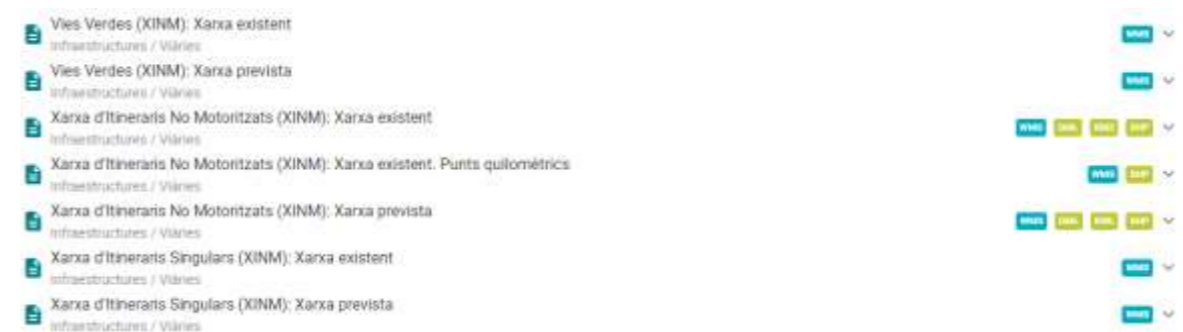 Vies Verdes (XINM): Xarxa existent
WMS
Infraestructures / Viàries
Vies Verdes (XINM): Xarxa prevista
WMS
Infraestructures / Viàries
Xarxa d'Itineraris No Motoritzats (XINM): Xarxa existent
WMS SHP
Infraestructures / Viàries
Xarxa d'Itineraris No Motoritzats (XINM): Xarxa existent. Punts quilomètrics
WMS SHP
Infraestructures / Viàries
Xarxa d'Itineraris No Motoritzats (XINM): Xarxa prevista
WMS SHP
Infraestructures / Viàries
Xarxa d'Itineraris Singulars (XINM): Xarxa existent
WMS
Infraestructures / Viàries
Xarxa d'Itineraris Singulars (XINM): Xarxa prevista
WMS
Infraestructures / Viàries